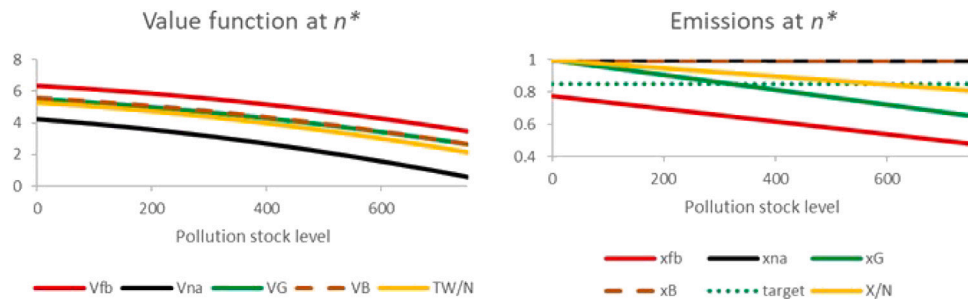 Value function at n*
8
6
4
2
0
0 200 400 600
Pollution stock level
Vfb Vna VG VB TW/N
Emissions at n*
1
0.8
0.6
0.4
0 200 400 600
Pollution stock level
xfb xna xG
xB target X/N